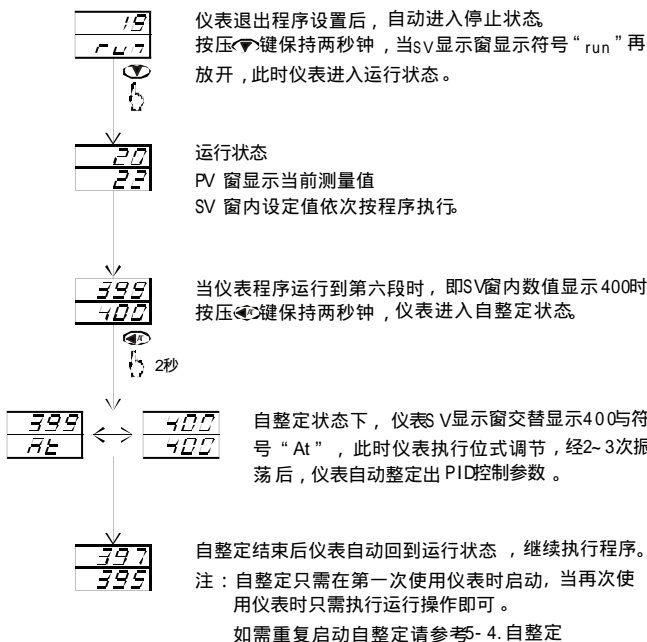 19
run
仪表退出程序设置后，自动进入停止状态。
按压▼键保持两秒钟，当SV显示窗显示符号“run”再
放开，此时仪表进入运行状态。
20
23
运行状态
PV 窗显示当前测量值
SV 窗内设定值依次按程序执行。
399
400
当仪表程序运行到第六段时，即SV窗内数值显示400时
按压◀键保持两秒钟，仪表进入自整定状态。
2秒
399
At
400
400
自整定状态下，仪表SV显示窗交替显示400与符
号“At”，此时仪表执行位式调节，经2~3次振
荡后，仪表自动整定出PID控制参数。
397
395
自整定结束后仪表自动回到运行状态，继续执行程序。
注：自整定只需在第一次使用仪表时启动，当再次使
用仪表时只需执行运行操作即可。
如需重复启动自整定请参考5-4.自整定